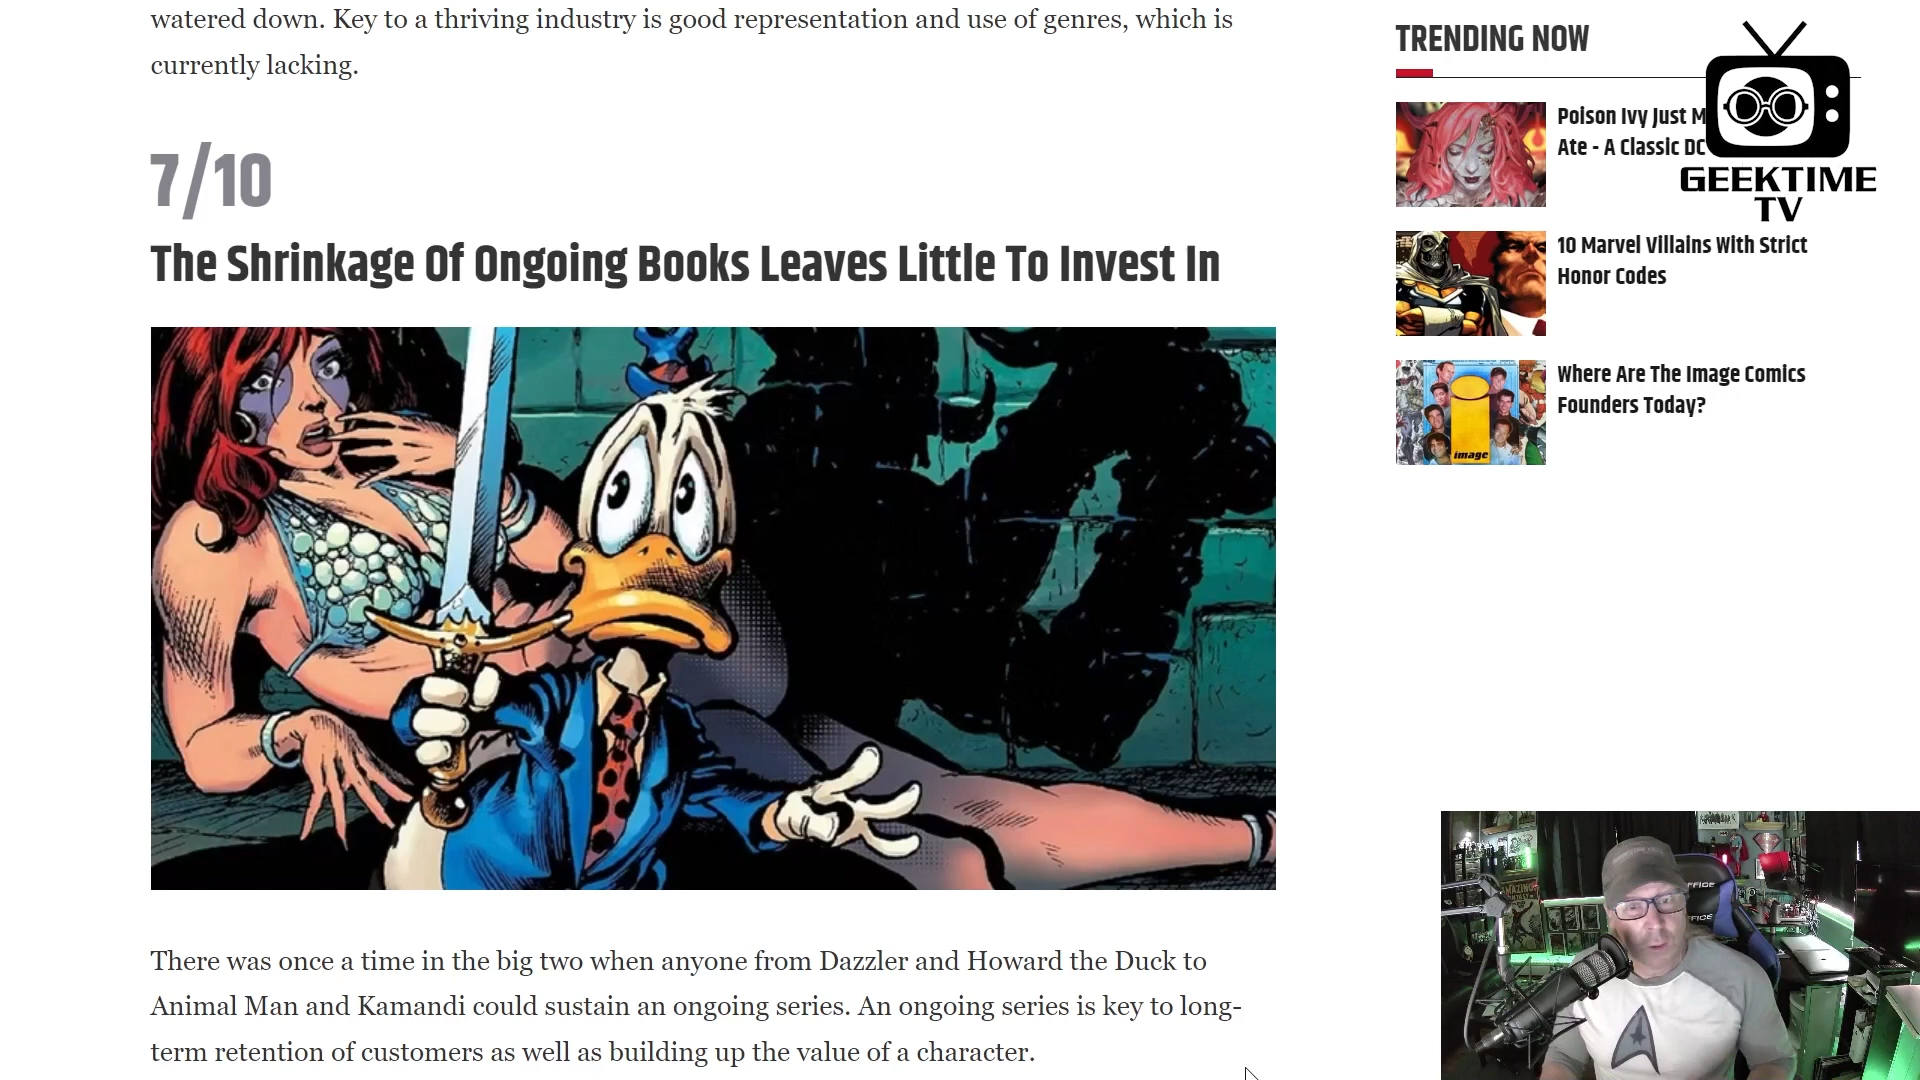 watered down. Key to a thriving industry is good representation and use of genres, which is
currently lacking.
7/10
The Shrinkage Of Ongoing Books Leaves Little To Invest In
There was once a time in the big two when anyone from Dazzler and Howard the Duck to
Animal Man and Kamandi could sustain an ongoing series. An ongoing series is key to long-
term retention of customers as well as building up the value of a character.
TRENDING NOW
Poison Ivy Just M
Ate - A Classic DC
GEEKTIME
TV
10 Marvel Villains With Strict
Honor Codes
Where Are The Image Comics
Founders Today?
image
AMAZING
OFFICE
OFFICE